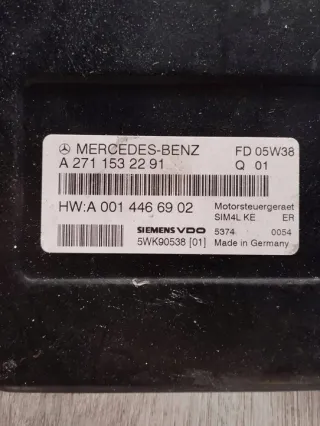 MERCEDES-BENZ FD 05W38
A 271 153 22 91 Q 01
HW:A 001 446 69 02 Motorsteuergeraet
SIM4L KE ER
SIEMENS VDO 5374 0054
5WK90538 [01] Made in Germany